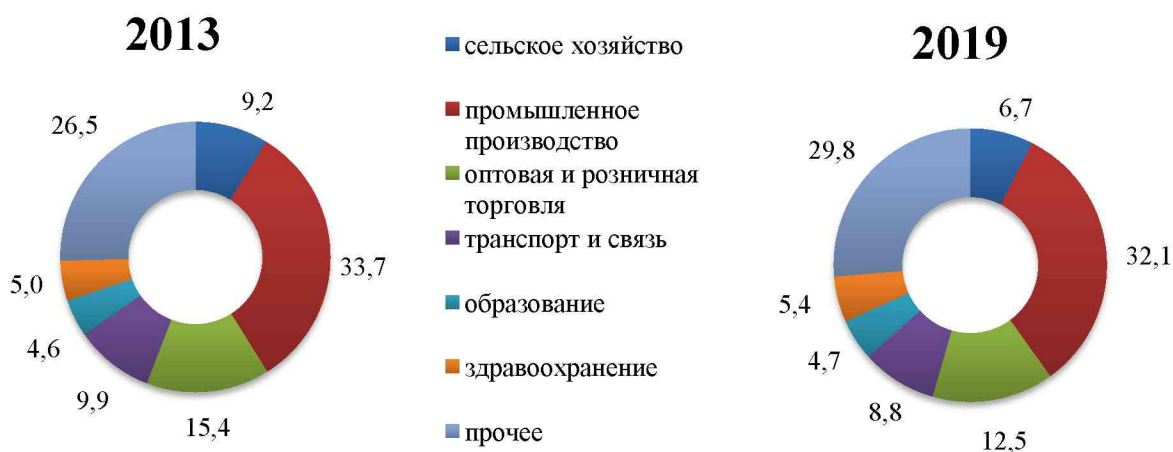 2013
26,5
9,2
5,0
33,7
4,6
9,9
15,4
сельское хозяйство
промышленное
производство
оптовая и розничная
торговля
транспорт и связь
образование
здравоохранение
прочее
2019
6,7
29,8
32,1
5,4
4,7
8,8
12,5